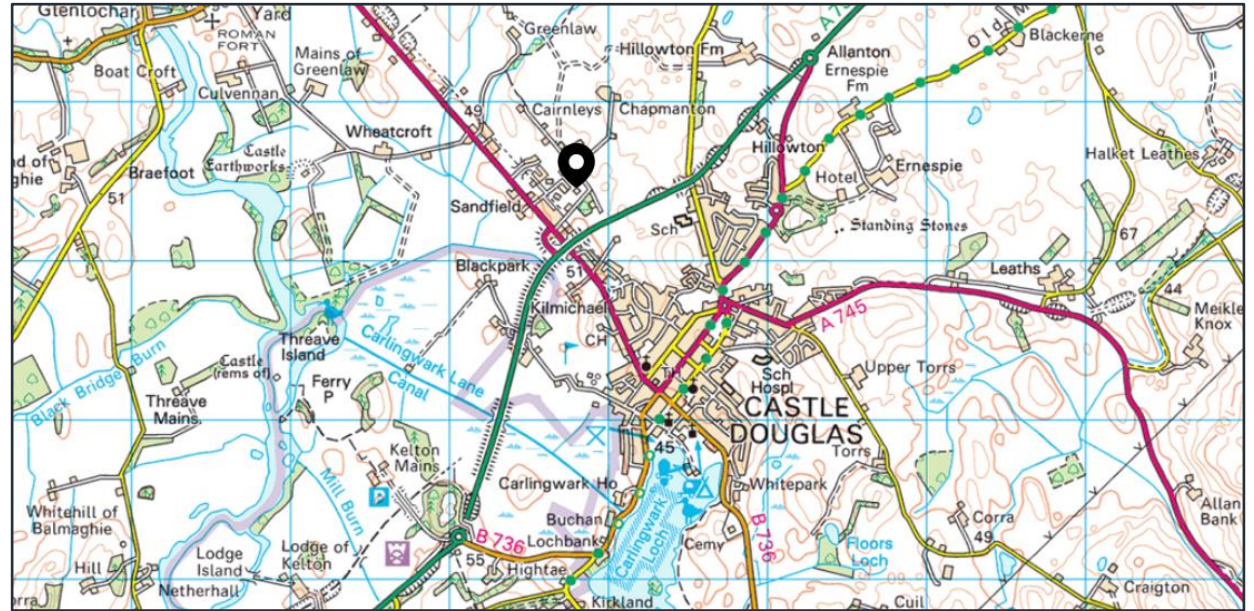 Glenlochar
Yard
ROMAN
FORT
Boat Croft
Culvennan
Mains of
Greenlaw
Greenlaw
Hillowton Fm
Cairnleys
Chapmanton
49
Wheatcroft
Castle
Earthworks
Braefoot
51
Sandfield
Allanton
Ernespie
Fm
Blackerne
Hillowton
Hotel
Ernespie
Halket Leathes
Sch
Standing Stones
67
Blackpark
51
Kilmichael
CH
Leaths
44
Meikle
Knox
A 745
Threave
Island
Carlingwark Lane
Canal
Black Bridge Burn
Castle
(rems of)
Ferry
P
Threave
Mains
TH
Sch
Hospl
Upper Torrs
CASTLE
DOUGLAS
Torrs
45
Kelton
Mains
Mill Burn
Carlingwark Ho
Whitepark
Whitehill of
Balmaghie
Buchan
Lochbank
B 736
Carlingwark
Loch
Cemy
B 736
Corra
49
Allan
Bank
Floors
Loch
Lodge
Island
Lodge of
Kelton
55
Hightae
Hill
Netherhall
Kirkland
Cuil
Craigton